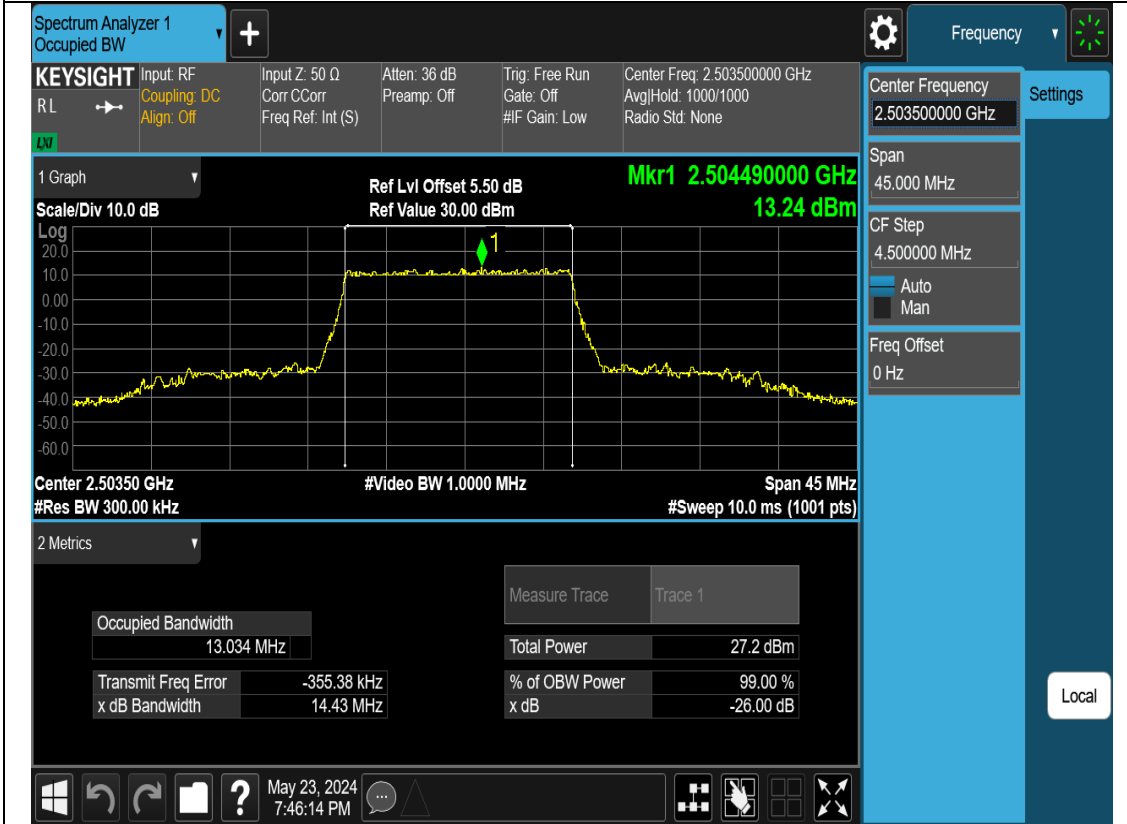 Spectrum Analyzer 1
Occupied BW
Frequency
KEYSIGHT
RL
LXI
Input: RF
Coupling: DC
Align: Off
Input Z: 50 Ω
Corr CCorr
Freq Ref: Int (S)
Atten: 36 dB
Preamp: Off
Trig: Free Run
Gate: Off
#IF Gain: Low
Center Freq: 2.503500000 GHz
Avg|Hold: 1000/1000
Radio Std: None
Center Frequency
2.503500000 GHz
Settings
Span
45.000 MHz
CF Step
4.500000 MHz
Auto
Man
Freq Offset
0 Hz
Local
1 Graph
Scale/Div 10.0 dB
Ref Lvl Offset 5.50 dB
Ref Value 30.00 dBm
Mkr1 2.504490000 GHz
13.24 dBm
Log
1
20.0
10.0
0.00
-10.0
-20.0
-30.0
-40.0
-50.0
-60.0
Center 2.50350 GHz
#Video BW 1.0000 MHz
Span 45 MHz
#Res BW 300.00 kHz
#Sweep 10.0 ms (1001 pts)
2 Metrics
Measure Trace Trace 1
Occupied Bandwidth
13.034 MHz
Total Power 27.2 dBm
Transmit Freq Error -355.38 kHz
% of OBW Power 99.00 %
x dB Bandwidth 14.43 MHz
x dB -26.00 dB
?
May 23, 2024
7:46:14 PM